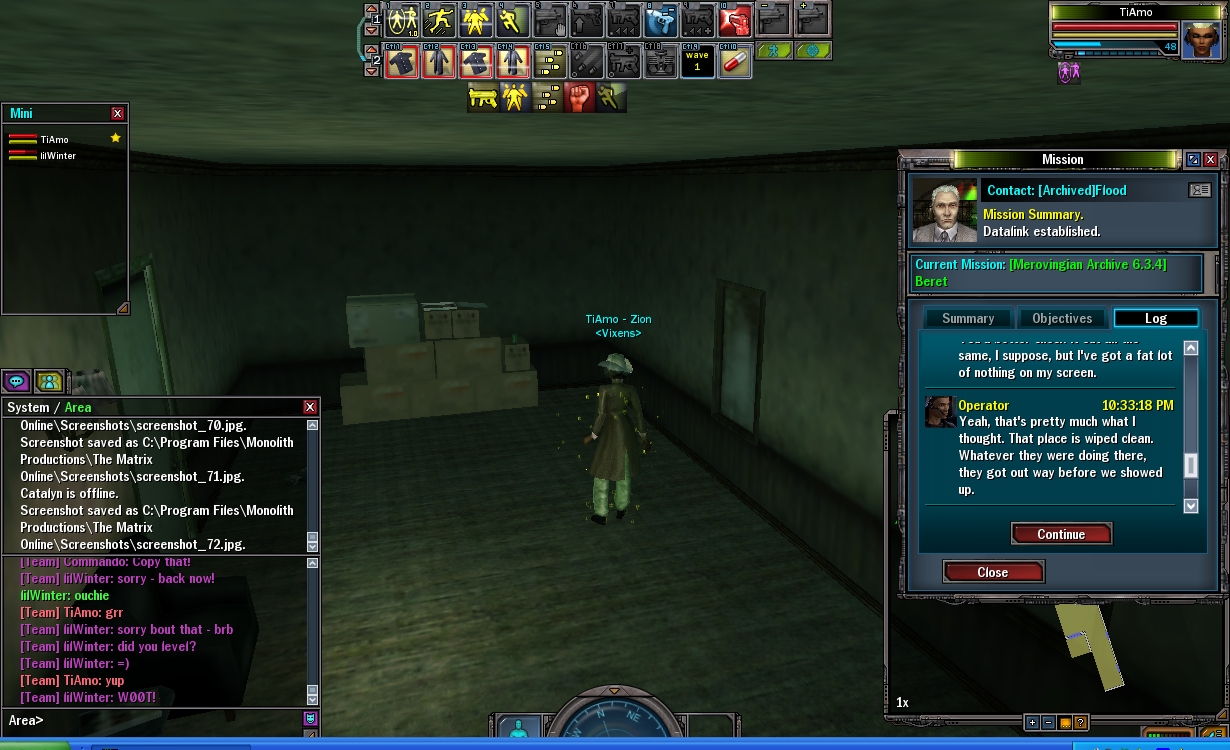 1
1.0
2
wave
1
TiAmo
48
Mini
TiAmo
lilWinter
TiAmo - Zion
<Vixens>
Mission
Contact: [Archived]Flood
Mission Summary.
Datalink established.
Current Mission: [Merovingian Archive 6.3.4]
Beret
Summary
Objectives
Log
same, I suppose, but I've got a fat lot
of nothing on my screen.
Operator 10:33:18 PM
Yeah, that's pretty much what I
thought. That place is wiped clean.
Whatever they were doing there,
they got out way before we showed
up.
Continue
Close
System / Area
Online\Screenshots\screenshot_70.jpg.
Screenshot saved as C:\Program Files\Monolith
Productions\The Matrix
Online\Screenshots\screenshot_71.jpg.
Catalyn is offline.
Screenshot saved as C:\Program Files\Monolith
Productions\The Matrix
Online\Screenshots\screenshot_72.jpg.
[Team] Commando: Copy that!
[Team] lilWinter: sorry - back now!
lilWinter: ouchie
[Team] TiAmo: grr
[Team] lilWinter: sorry bout that - brb
[Team] lilWinter: did you level?
[Team] lilWinter: =)
[Team] TiAmo: yup
[Team] lilWinter: W00T!
Area>
N
NE
1x